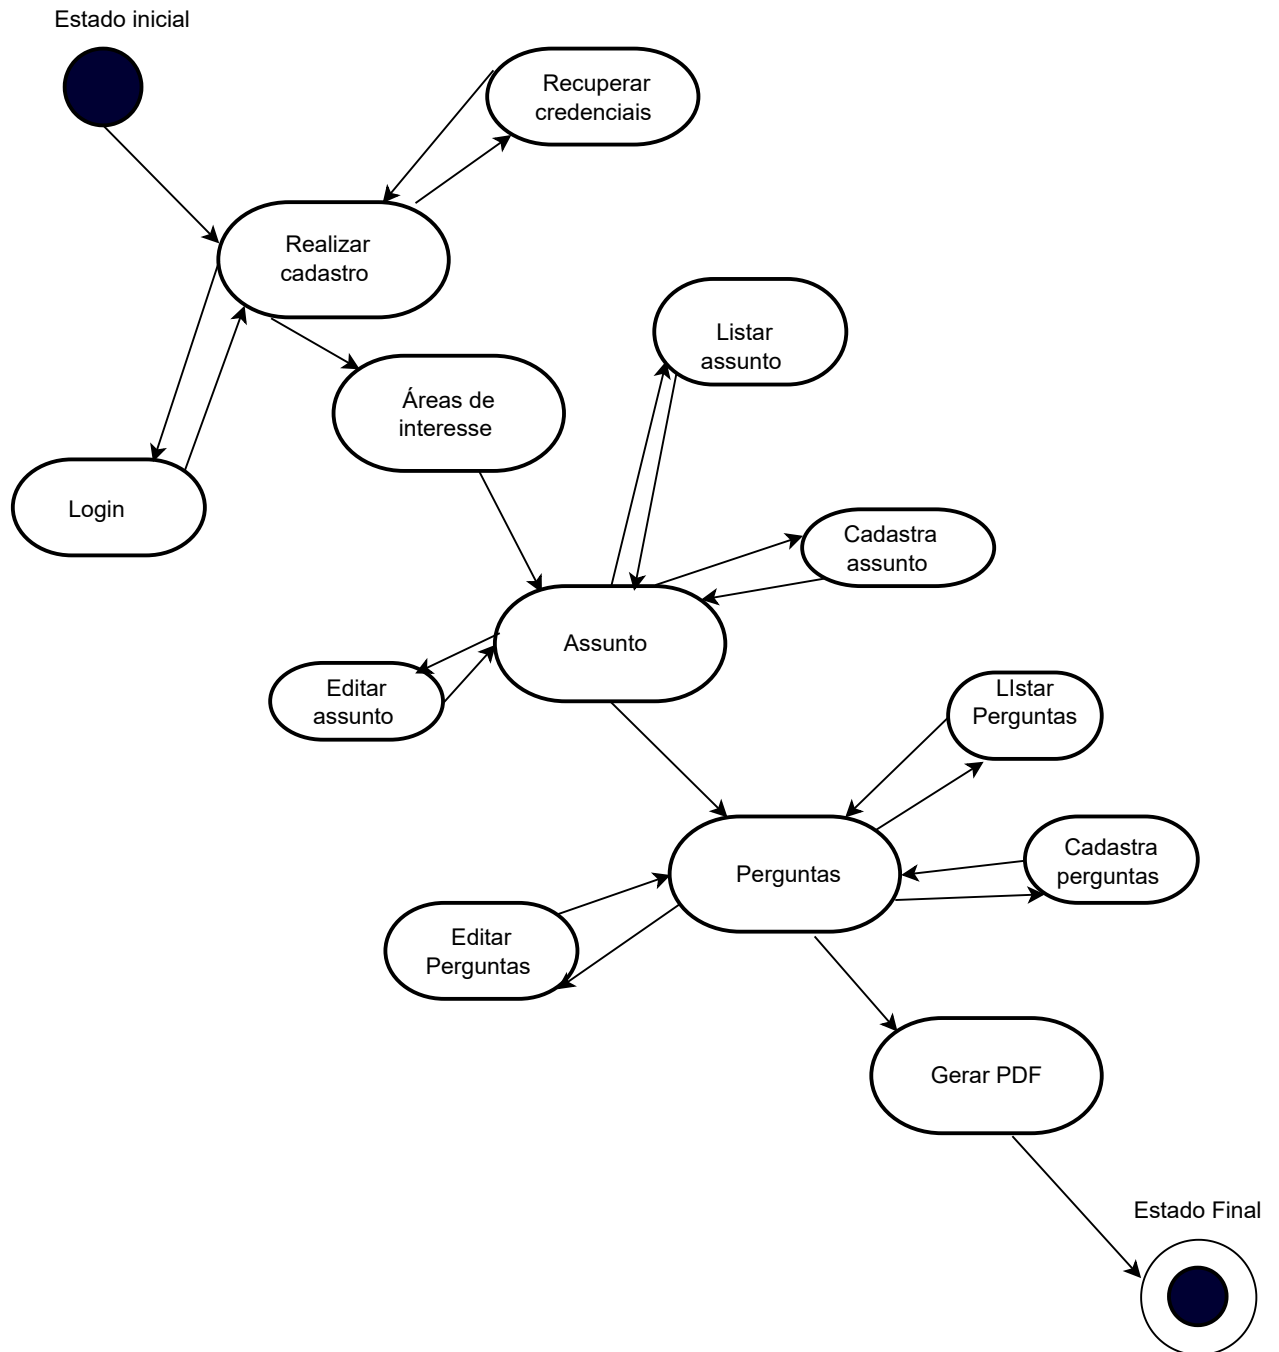 Estado inicial
Recuperar
credenciais
Realizar
cadastro
Listar
assunto
Áreas de
interesse
Login
Cadastra
assunto
Assunto
Editar
assunto
LIstar
Perguntas
Perguntas
Cadastra
perguntas
Editar
Perguntas
Gerar PDF
Estado Final